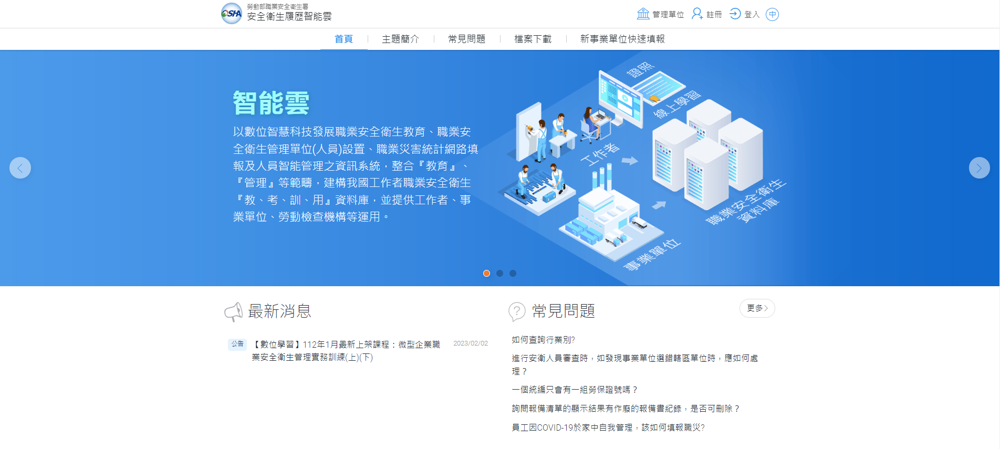 OSHA
勞動部職業安全衛生署
安全衛生履歷智能雲
管理單位
註冊
登入
中
首頁
主題簡介
常見問題
檔案下載
新事業單位快速填報
智能雲
以數位智慧科技發展職業安全衛生教育、職業安
全衛生管理單位(人員)設置、職業災害統計網路填
報及人員智能管理之資訊系統，整合『教育』、
『管理』等範疇，建構我國工作者職業安全衛生
『教、考、訓、用』資料庫，並提供工作者、事
業單位、勞動檢查機構等運用。
證照
線上學習
工作者
職業安全衛生
資料庫
事業單位
最新消息
公告
【數位學習】112年1月最新上架課程：微型企業職
業安全衛生管理實務訓練(上)(下)
2023/02/02
常見問題
更多
如何查詢行業別?
進行安衛人員審查時，如發現事業單位選錯轄區單位時，應如何處
理？
一個統編只會有一組勞保證號嗎？
詢問報備清單的顯示結果有作廢的報備書紀錄，是否可刪除？
員工因COVID-19於家中自我管理，該如何填報職災?